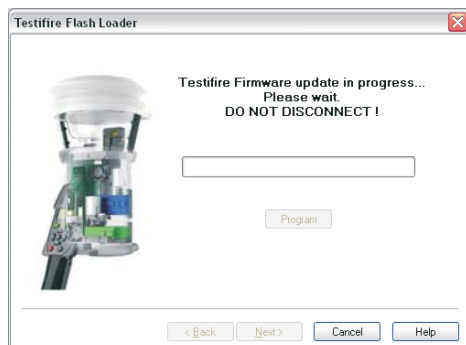 Testifire Flash Loader
Testifire Firmware update in progress...
Please wait.
DO NOT DISCONNECT !
Program
< Back
Next >
Cancel
Help